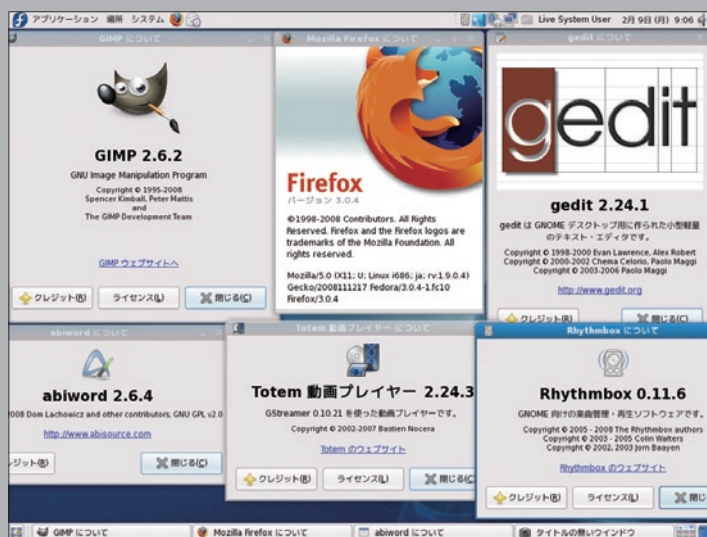 アプリケーション 場所 システム
Live System User 2月 9日 (月) 9:06
GIMP について
GIMP 2.6.2
GNU Image Manipulation Program
Copyright © 1995-2008
Spencer Kimball, Peter Mattis
and
The GIMP Development Team
GIMP ウェブサイトへ
クレジット(R) ライセンス(L) 閉じる(C)
Mozilla Firefox について
Firefox
バージョン 3.0.4
©1998-2008 Contributors. All Rights
Reserved. Firefox and the Firefox logos are
trademarks of the Mozilla Foundation. All
rights reserved.
Mozilla/5.0 (X11; U; Linux i686; ja; rv:1.9.0.4)
Gecko/2008111217 Fedora/3.0.4-1.fc10
Firefox/3.0.4
gedit について
gedit
gedit 2.24.1
gedit は GNOME デスクトップ用に作られた小型軽量
のテキスト・エディタです。
Copyright © 1998-2000 Evan Lawrence, Alex Robert
Copyright © 2000-2002 Chema Celorio, Paolo Maggi
Copyright © 2003-2006 Paolo Maggi
http://www.gedit.org
クレジット(R) 閉じる(C)
abiword について
abiword 2.6.4
2008 Dom Lachowicz and other contributors, GNU GPL v2.0
http://www.abisource.com
レジット(R) 閉じる(C)
Totem 動画プレイヤー について
Totem 動画プレイヤー 2.24.3
GStreamer 0.10.21 を使った動画プレイヤーです。
Copyright © 2002-2007 Bastien Nocera
Totem のウェブサイト
クレジット(R) ライセンス(L) 閉じる(C)
Rhythmbox について
Rhythmbox 0.11.6
GNOME 向けの楽曲管理・再生ソフトウェアです。
Copyright © 2005 - 2008 The Rhythmbox authors
Copyright © 2003 - 2005 Colin Walters
Copyright © 2002, 2003 Jorn Baayen
Rhythmbox のウェブサイト
クレジット(R) ライセンス(L) 閉じ
GIMP について Mozilla Firefox について abiword について タイトルの無いウインドウ